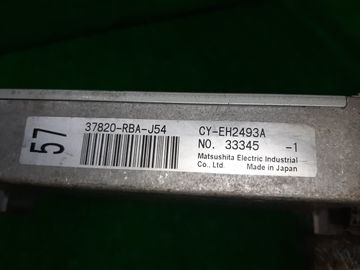 57
37820-RBA-J54
CY-EH2493A
NO. 33345 -1
Matsushita Electric Industrial
Co., Ltd. Made in Japan